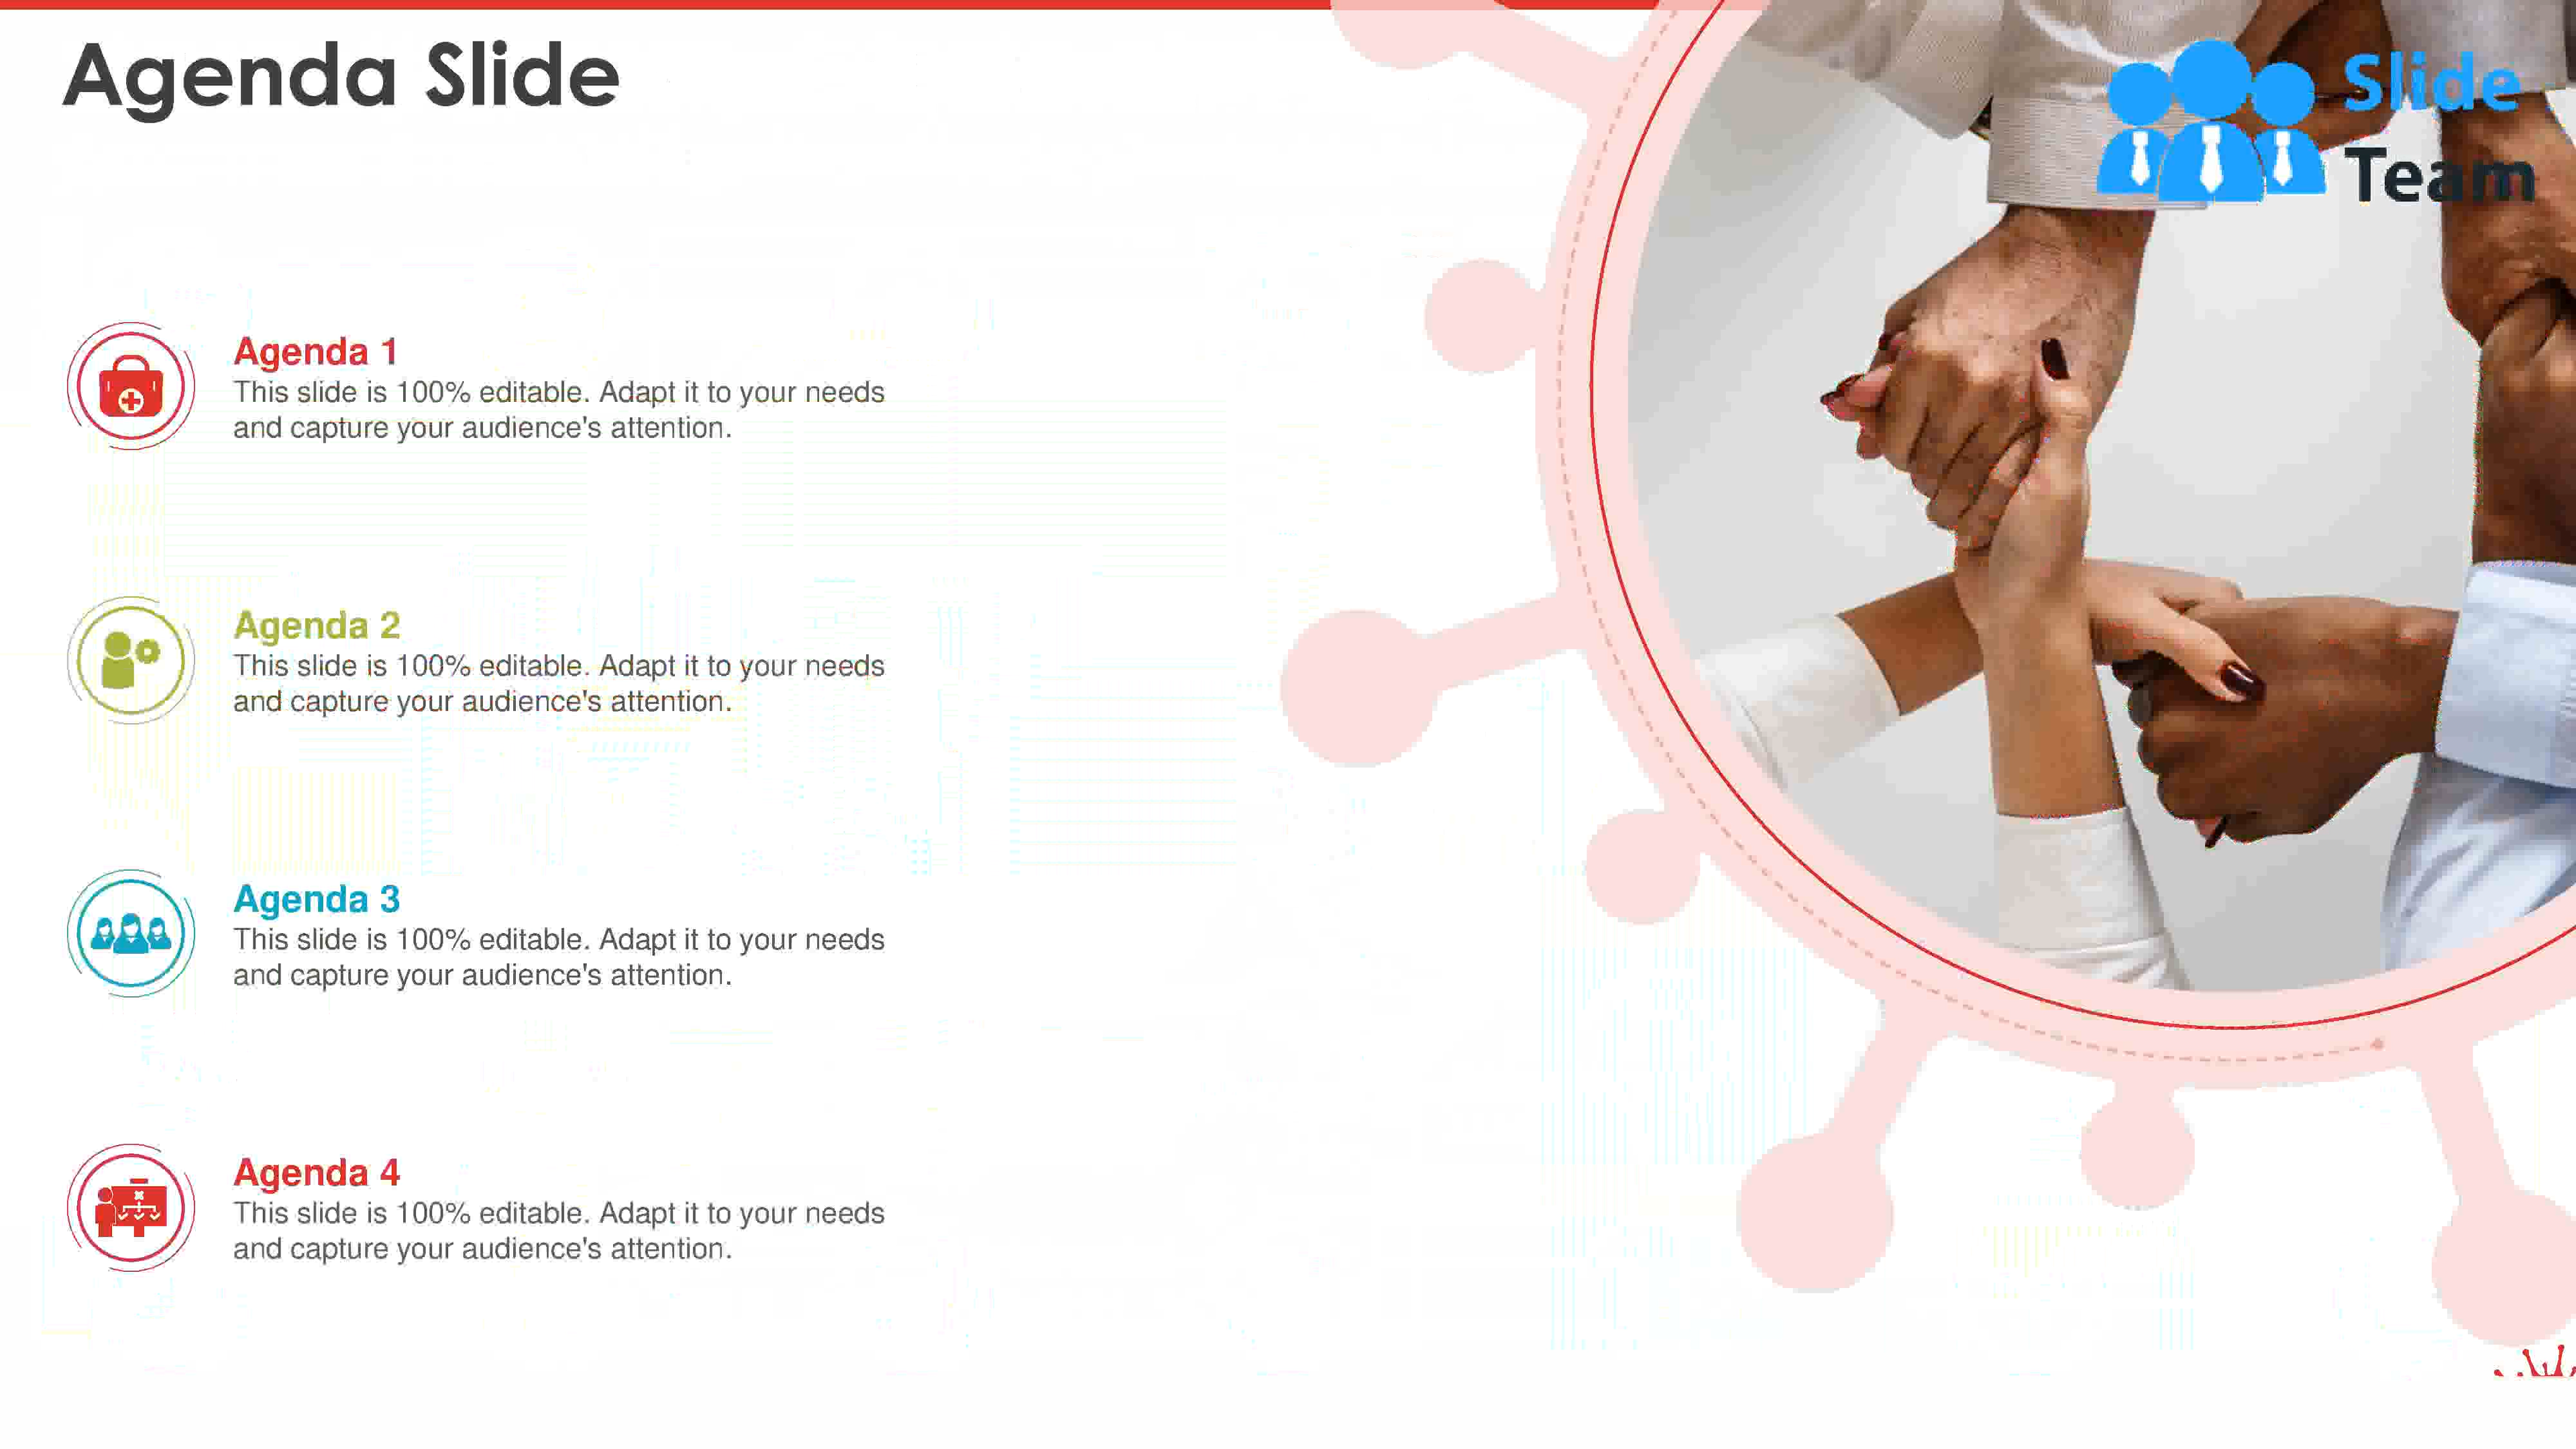 Agenda Slide
Slide
Team
Agenda 1
This slide is 100% editable. Adapt it to your needs
and capture your audience's attention.
Agenda 2
This slide is 100% editable. Adapt it to your needs
and capture your audience's attention.
Agenda 3
This slide is 100% editable. Adapt it to your needs
and capture your audience's attention.
Agenda 4
This slide is 100% editable. Adapt it to your needs
and capture your audience's attention.